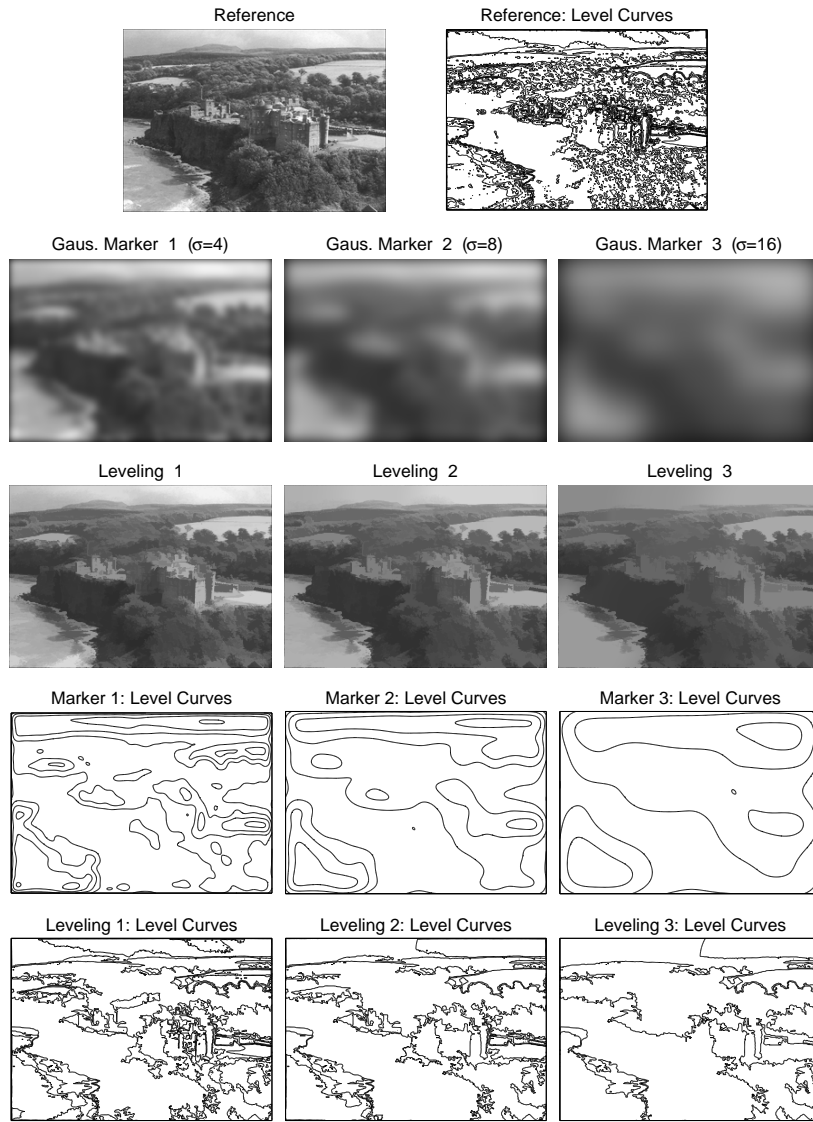 Reference
Reference: Level Curves
Gaus. Marker 1 (σ=4)
Gaus. Marker 2 (σ=8)
Gaus. Marker 3 (σ=16)
Leveling 1
Leveling 2
Leveling 3
Marker 1: Level Curves
Marker 2: Level Curves
Marker 3: Level Curves
Leveling 1: Level Curves
Leveling 2: Level Curves
Leveling 3: Level Curves